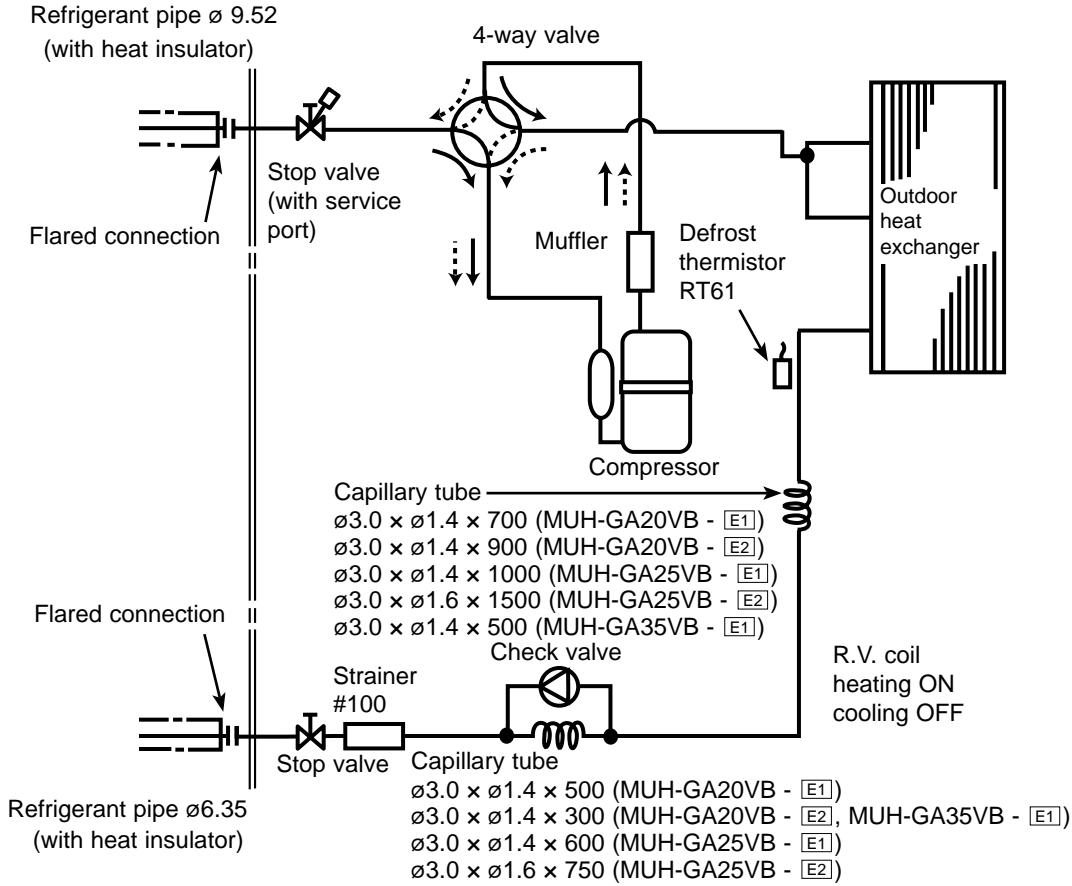 Refrigerant pipe ø 9.52
(with heat insulator)
4-way valve
Stop valve
(with service
port)
Flared connection
Muffler
Defrost
thermistor
RT61
Outdoor
heat
exchanger
Compressor
Capillary tube
ø3.0 × ø1.4 × 700 (MUH-GA20VB - E1)
ø3.0 × ø1.4 × 900 (MUH-GA20VB - E2)
ø3.0 × ø1.4 × 1000 (MUH-GA25VB - E1)
ø3.0 × ø1.6 × 1500 (MUH-GA25VB - E2)
ø3.0 × ø1.4 × 500 (MUH-GA35VB - E1)
Flared connection
Check valve
Strainer
#100
R.V. coil
heating ON
cooling OFF
Stop valve
Capillary tube
ø3.0 × ø1.4 × 500 (MUH-GA20VB - E1)
ø3.0 × ø1.4 × 300 (MUH-GA20VB - E2, MUH-GA35VB - E1)
ø3.0 × ø1.4 × 600 (MUH-GA25VB - E1)
ø3.0 × ø1.6 × 750 (MUH-GA25VB - E2)
Refrigerant pipe ø6.35
(with heat insulator)